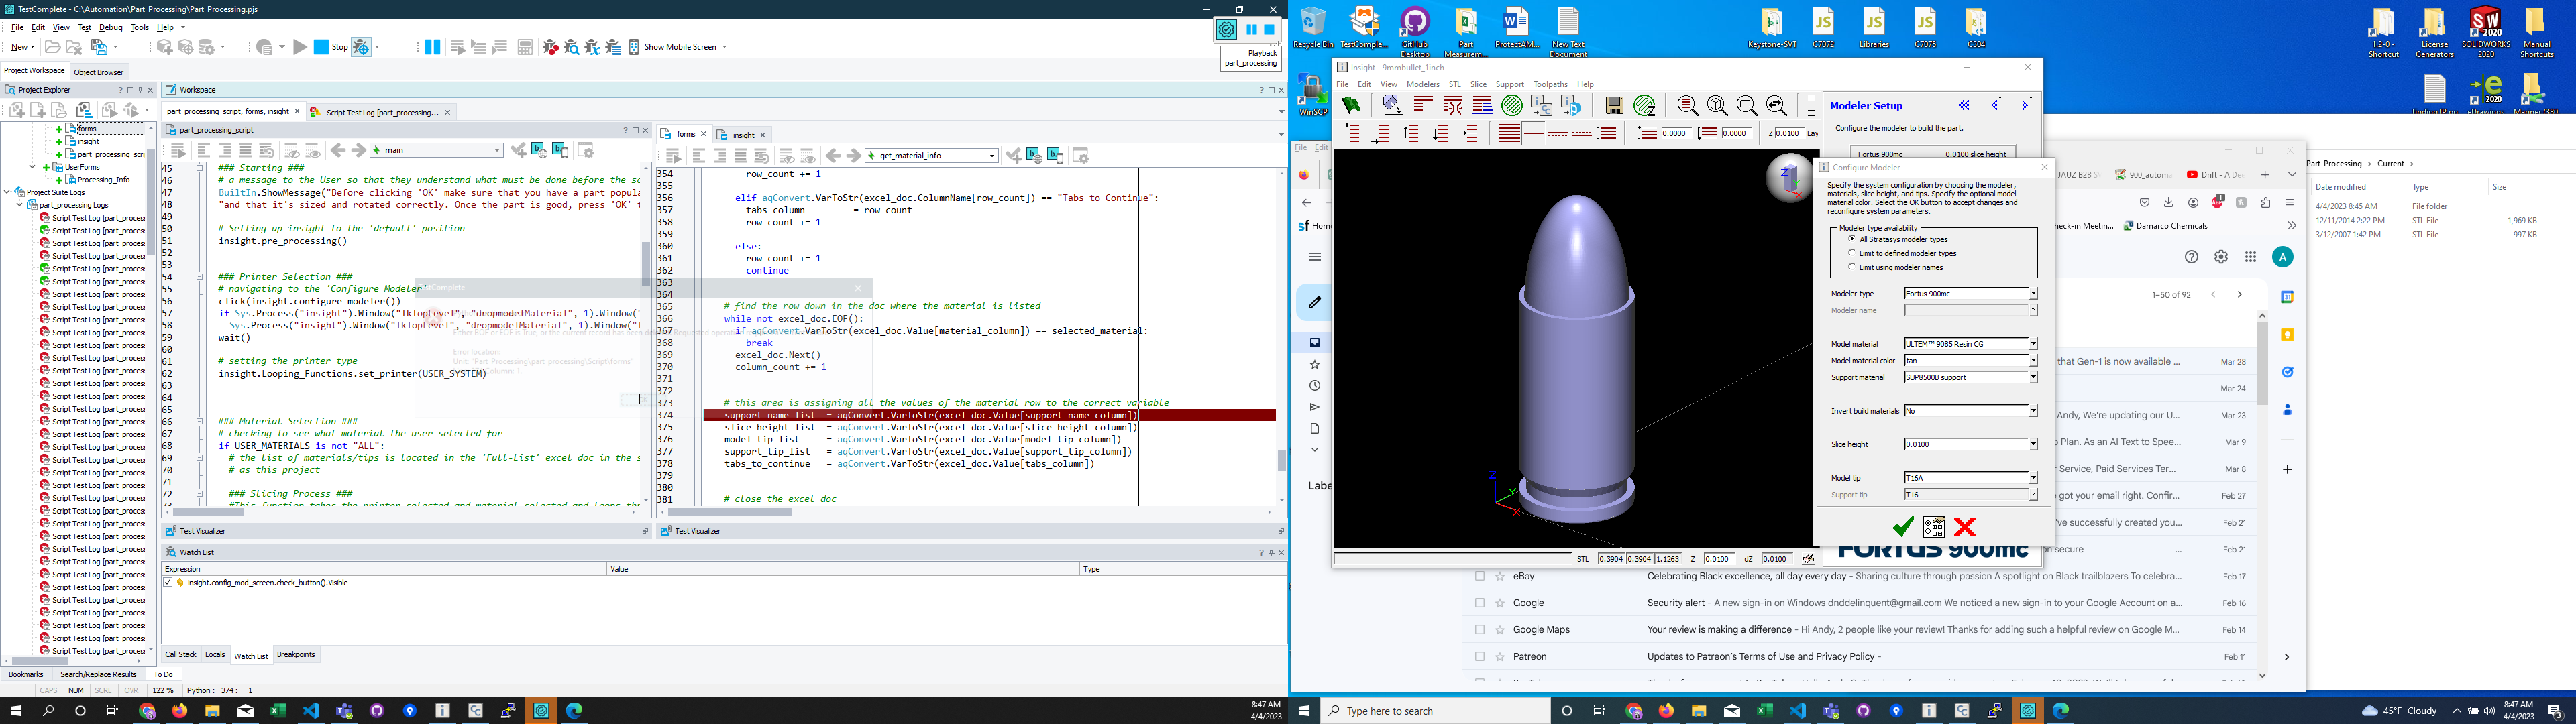 TestComplete - C:\Automation\Part_Processing\Part_Processing.pjs
File Edit View Test Debug Tools Help
New Stop Show Mobile Screen
Playback
part_processing
Project Workspace Object Browser
Project Explorer
Workspace
part_processing_script, forms, insight
Script Test Log [part_processing...
forms
insight
part_processing_scri
UserForms
Processing_Info
Project Suite Logs
part_processing Logs
Script Test Log [part_process
part_processing_script
main
45 ### Starting ###
46 # a message to the User so that they understand what must be done before the sc
47 BuiltIn.ShowMessage("Before clicking 'OK' make sure that you have a part popula
48 "and that it's sized and rotated correctly. Once the part is good, press 'OK' t
49
50 # Setting up insight to the 'default' position
51 insight.pre_processing()
52
53
54 ### Printer Selection ###
55 # navigating to the 'Configure Modeler'
56 click(insight.configure_modeler())
57 if Sys.Process("insight").Window("TkTopLevel", "dropmodelMaterial", 1).Window("
58 Sys.Process("insight").Window("TkTopLevel", "dropmodelMaterial", 1).Window("T
59 wait()
60
61 # setting the printer type
62 insight.Looping_Functions.set_printer(USER_SYSTEM)
63
64
65
66 ### Material Selection ###
67 # checking to see what material the user selected for
68 if USER_MATERIALS is not "ALL":
69 # the list of materials/tips is located in the 'Full-List' excel doc in the s
70 # as this project
71
72 ### Slicing Process ###
forms
insight
get_material_info
354 row_count += 1
355
356 elif aqConvert.VarToStr(excel_doc.ColumnName[row_count]) == "Tabs to Continue":
357 tabs_column = row_count
358 row_count += 1
359
360 else:
361 row_count += 1
362 continue
363
364
365 # find the row down in the doc where the material is listed
366 while not excel_doc.EOF():
367 if aqConvert.VarToStr(excel_doc.Value[material_column]) == selected_material:
368 break
369 excel_doc.Next()
370 column_count += 1
371
372
373 # this area is assigning all the values of the material row to the correct variable
374 support_name_list = aqConvert.VarToStr(excel_doc.Value[support_name_column])
375 slice_height_list = aqConvert.VarToStr(excel_doc.Value[slice_height_column])
376 model_tip_list = aqConvert.VarToStr(excel_doc.Value[model_tip_column])
377 support_tip_list = aqConvert.VarToStr(excel_doc.Value[support_tip_column])
378 tabs_to_continue = aqConvert.VarToStr(excel_doc.Value[tabs_column])
379
380
381 # close the excel doc
Error location:
Unit: "Part_Processing\part_processing\Script\forms"
Test Visualizer
Test Visualizer
Watch List
Expression Value Type
insight.config_mod_screen.check_button().Visible
Call Stack Locals Watch List Breakpoints
Bookmarks Search/Replace Results To Do
CAPS NUM SCRL OVR 122 % Python : 374: 1
8:47 AM
4/4/2023
Recycle Bin
TestComple...
GitHub Desktop
Part Measurem...
ProtectAM...
New Text Document
Keystone-SVT
C7072
Libraries
C7075
C304
1.2-0 - Shortcut
License Generators
SOLIDWORKS 2020
Manual Shortcuts
WinSCP
Insight - 9mmbullet_1inch
File Edit View Modelers STL Slice Support Toolpaths Help
0.0000 0.0000 Z 0.0100 Lay
Modeler Setup
Configure the modeler to build the part.
Fortus 900mc 0.0100 slice height
Configure Modeler
Specify the system configuration by choosing the modeler,
materials, slice height, and tips. Specify the optional model
material color. Select the OK button to accept changes and
reconfigure system parameters.
Modeler type availability
All Stratasys modeler types
Limit to defined modeler types
Limit using modeler names
Modeler type Fortus 900mc
Modeler name
Model material ULTEM™ 9085 Resin CG
Model material color tan
Support material SUP8500B support
Invert build materials No
Slice height 0.0100
Model tip T16A
Support tip T16
STL 0.3904 0.3904 1.1263 Z 0.0100 dZ 0.0100
FORTUS 900mc
Part-Processing > Current >
Date modified Type Size
4/4/2023 8:45 AM File folder
12/11/2014 2:22 PM STL File 1,969 KB
3/12/2007 1:42 PM STL File 997 KB
JAUZ B2B S
900_automa
Drift - A De
heck-in Meetin...
Damarco Chemicals
Home
1–50 of 92
that Gen-1 is now available ... Mar 28
Mar 24
Andy, We're updating our U... Mar 23
Plan. As an AI Text to Spee... Mar 9
f Service, Paid Services Ter... Mar 8
got your email right. Confir... Feb 27
've successfully created you... Feb 21
on secure Feb 21
Labe
eBay Celebrating Black excellence, all day every day - Sharing culture through passion A spotlight on Black trailblazers To celebra... Feb 17
Google Security alert - A new sign-in on Windows dnddelinquent@gmail.com We noticed a new sign-in to your Google Account on a... Feb 16
Google Maps Your review is making a difference - Hi Andy, 2 people like your review! Thanks for adding such a helpful review on Google M... Feb 14
Patreon Updates to Patreon's Terms of Use and Privacy Policy - Feb 11
Type here to search
45°F Cloudy
8:47 AM
4/4/2023